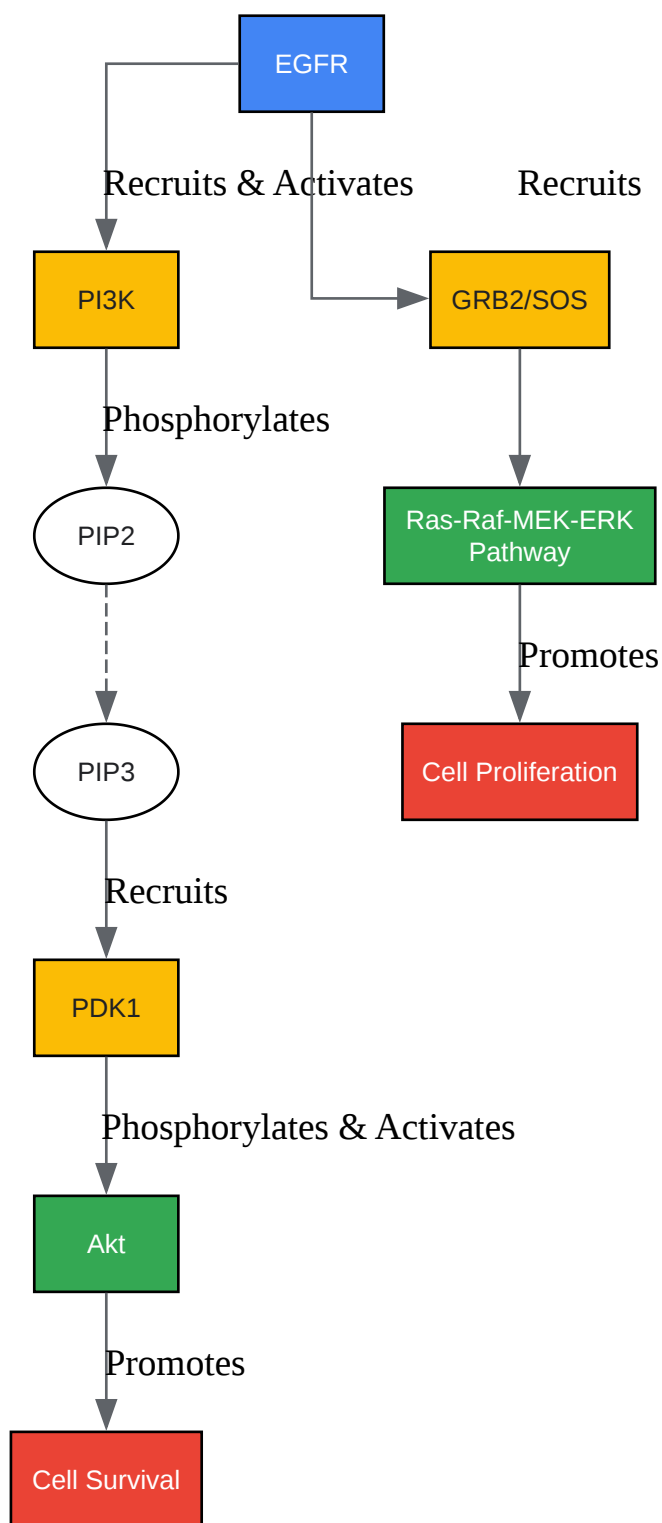 EGFR
Recruits & Activates
Recruits
PI3K
GRB2/SOS
Phosphorylates
PIP2
Ras-Raf-MEK-ERK
Pathway
Promotes
PIP3
Cell Proliferation
Recruits
PDK1
Phosphorylates & Activates
Akt
Promotes
Cell Survival